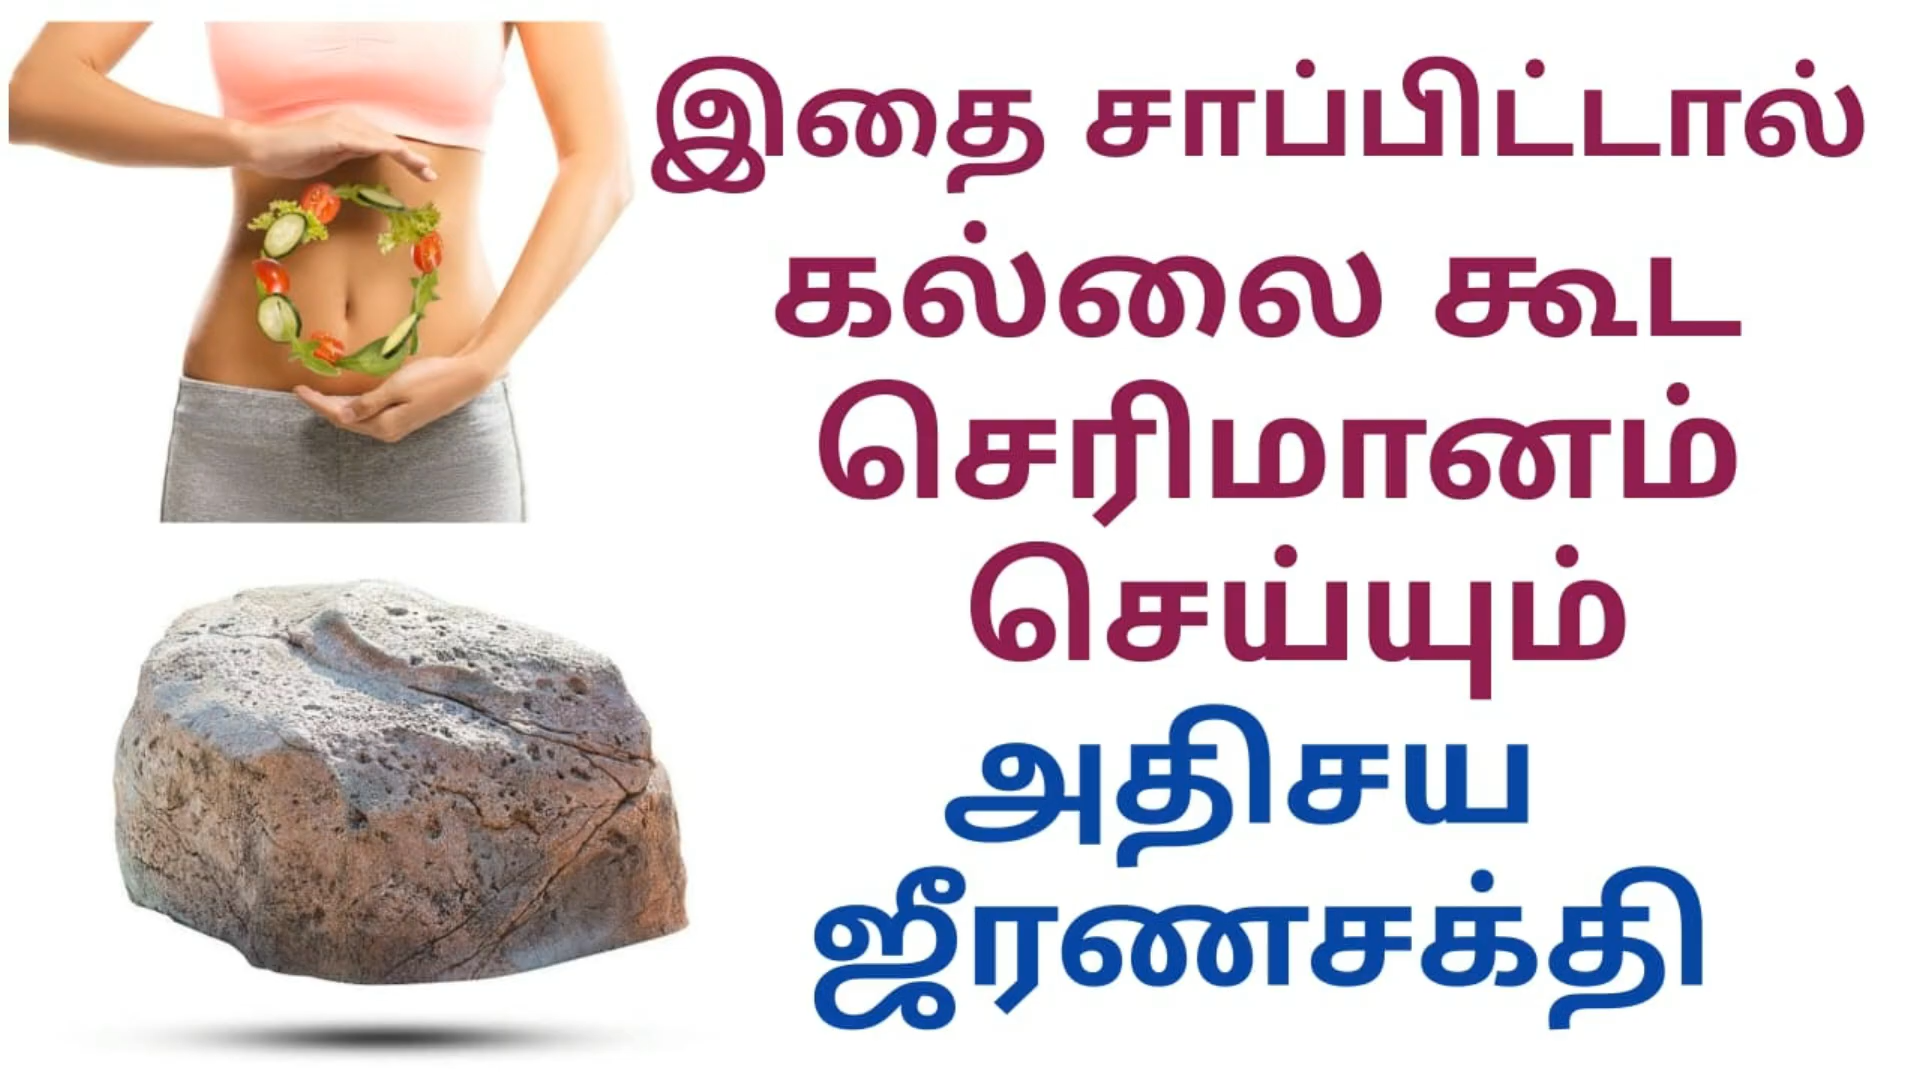 இதை சாப்பிட்டால்
கல்லை கூட
செரிமானம்
செய்யும்
அதிசய
ஜீரணசக்தி